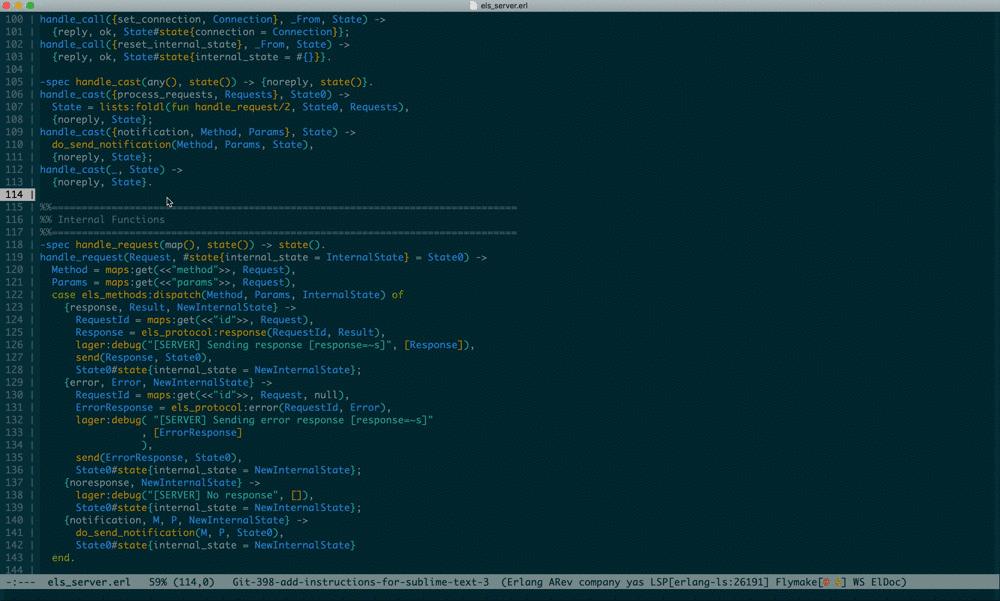 els_server.erl
100 | handle_call({set_connection, Connection}, _From, State) ->
101 |   {reply, ok, State#state{connection = Connection}};
102 | handle_call({reset_internal_state}, _From, State) ->
103 |   {reply, ok, State#state{internal_state = #{}}}.
104 |
105 | -spec handle_cast(any(), state()) -> {noreply, state()}.
106 | handle_cast({process_requests, Requests}, State0) ->
107 |   State = lists:foldl(fun handle_request/2, State0, Requests),
108 |   {noreply, State};
109 | handle_cast({notification, Method, Params}, State) ->
110 |   do_send_notification(Method, Params, State),
111 |   {noreply, State};
112 | handle_cast(_, State) ->
113 |   {noreply, State}.
114 |
115 | %%==============================================================================
116 | %% Internal Functions
117 | %%==============================================================================
118 | -spec handle_request(map(), state()) -> state().
119 | handle_request(Request, #state{internal_state = InternalState} = State0) ->
120 |   Method = maps:get(<<"method">>, Request),
121 |   Params = maps:get(<<"params">>, Request),
122 |   case els_methods:dispatch(Method, Params, InternalState) of
123 |     {response, Result, NewInternalState} ->
124 |       RequestId = maps:get(<<"id">>, Request),
125 |       Response = els_protocol:response(RequestId, Result),
126 |       lager:debug("[SERVER] Sending response [response=~s]", [Response]),
127 |       send(Response, State0),
128 |       State0#state{internal_state = NewInternalState};
129 |     {error, Error, NewInternalState} ->
130 |       RequestId = maps:get(<<"id">>, Request, null),
131 |       ErrorResponse = els_protocol:error(RequestId, Error),
132 |       lager:debug( "[SERVER] Sending error response [response=~s]"
133 |                  , [ErrorResponse]
134 |                  ),
135 |       send(ErrorResponse, State0),
136 |       State0#state{internal_state = NewInternalState};
137 |     {noresponse, NewInternalState} ->
138 |       lager:debug("[SERVER] No response", []),
139 |       State0#state{internal_state = NewInternalState};
140 |     {notification, M, P, NewInternalState} ->
141 |       do_send_notification(M, P, State0),
142 |       State0#state{internal_state = NewInternalState}
143 |   end.
144
-:---  els_server.erl   59% (114,0)   Git-398-add-instructions-for-sublime-text-3  (Erlang ARev company yas LSP[erlang-ls:26191] Flymake[] WS ElDoc)